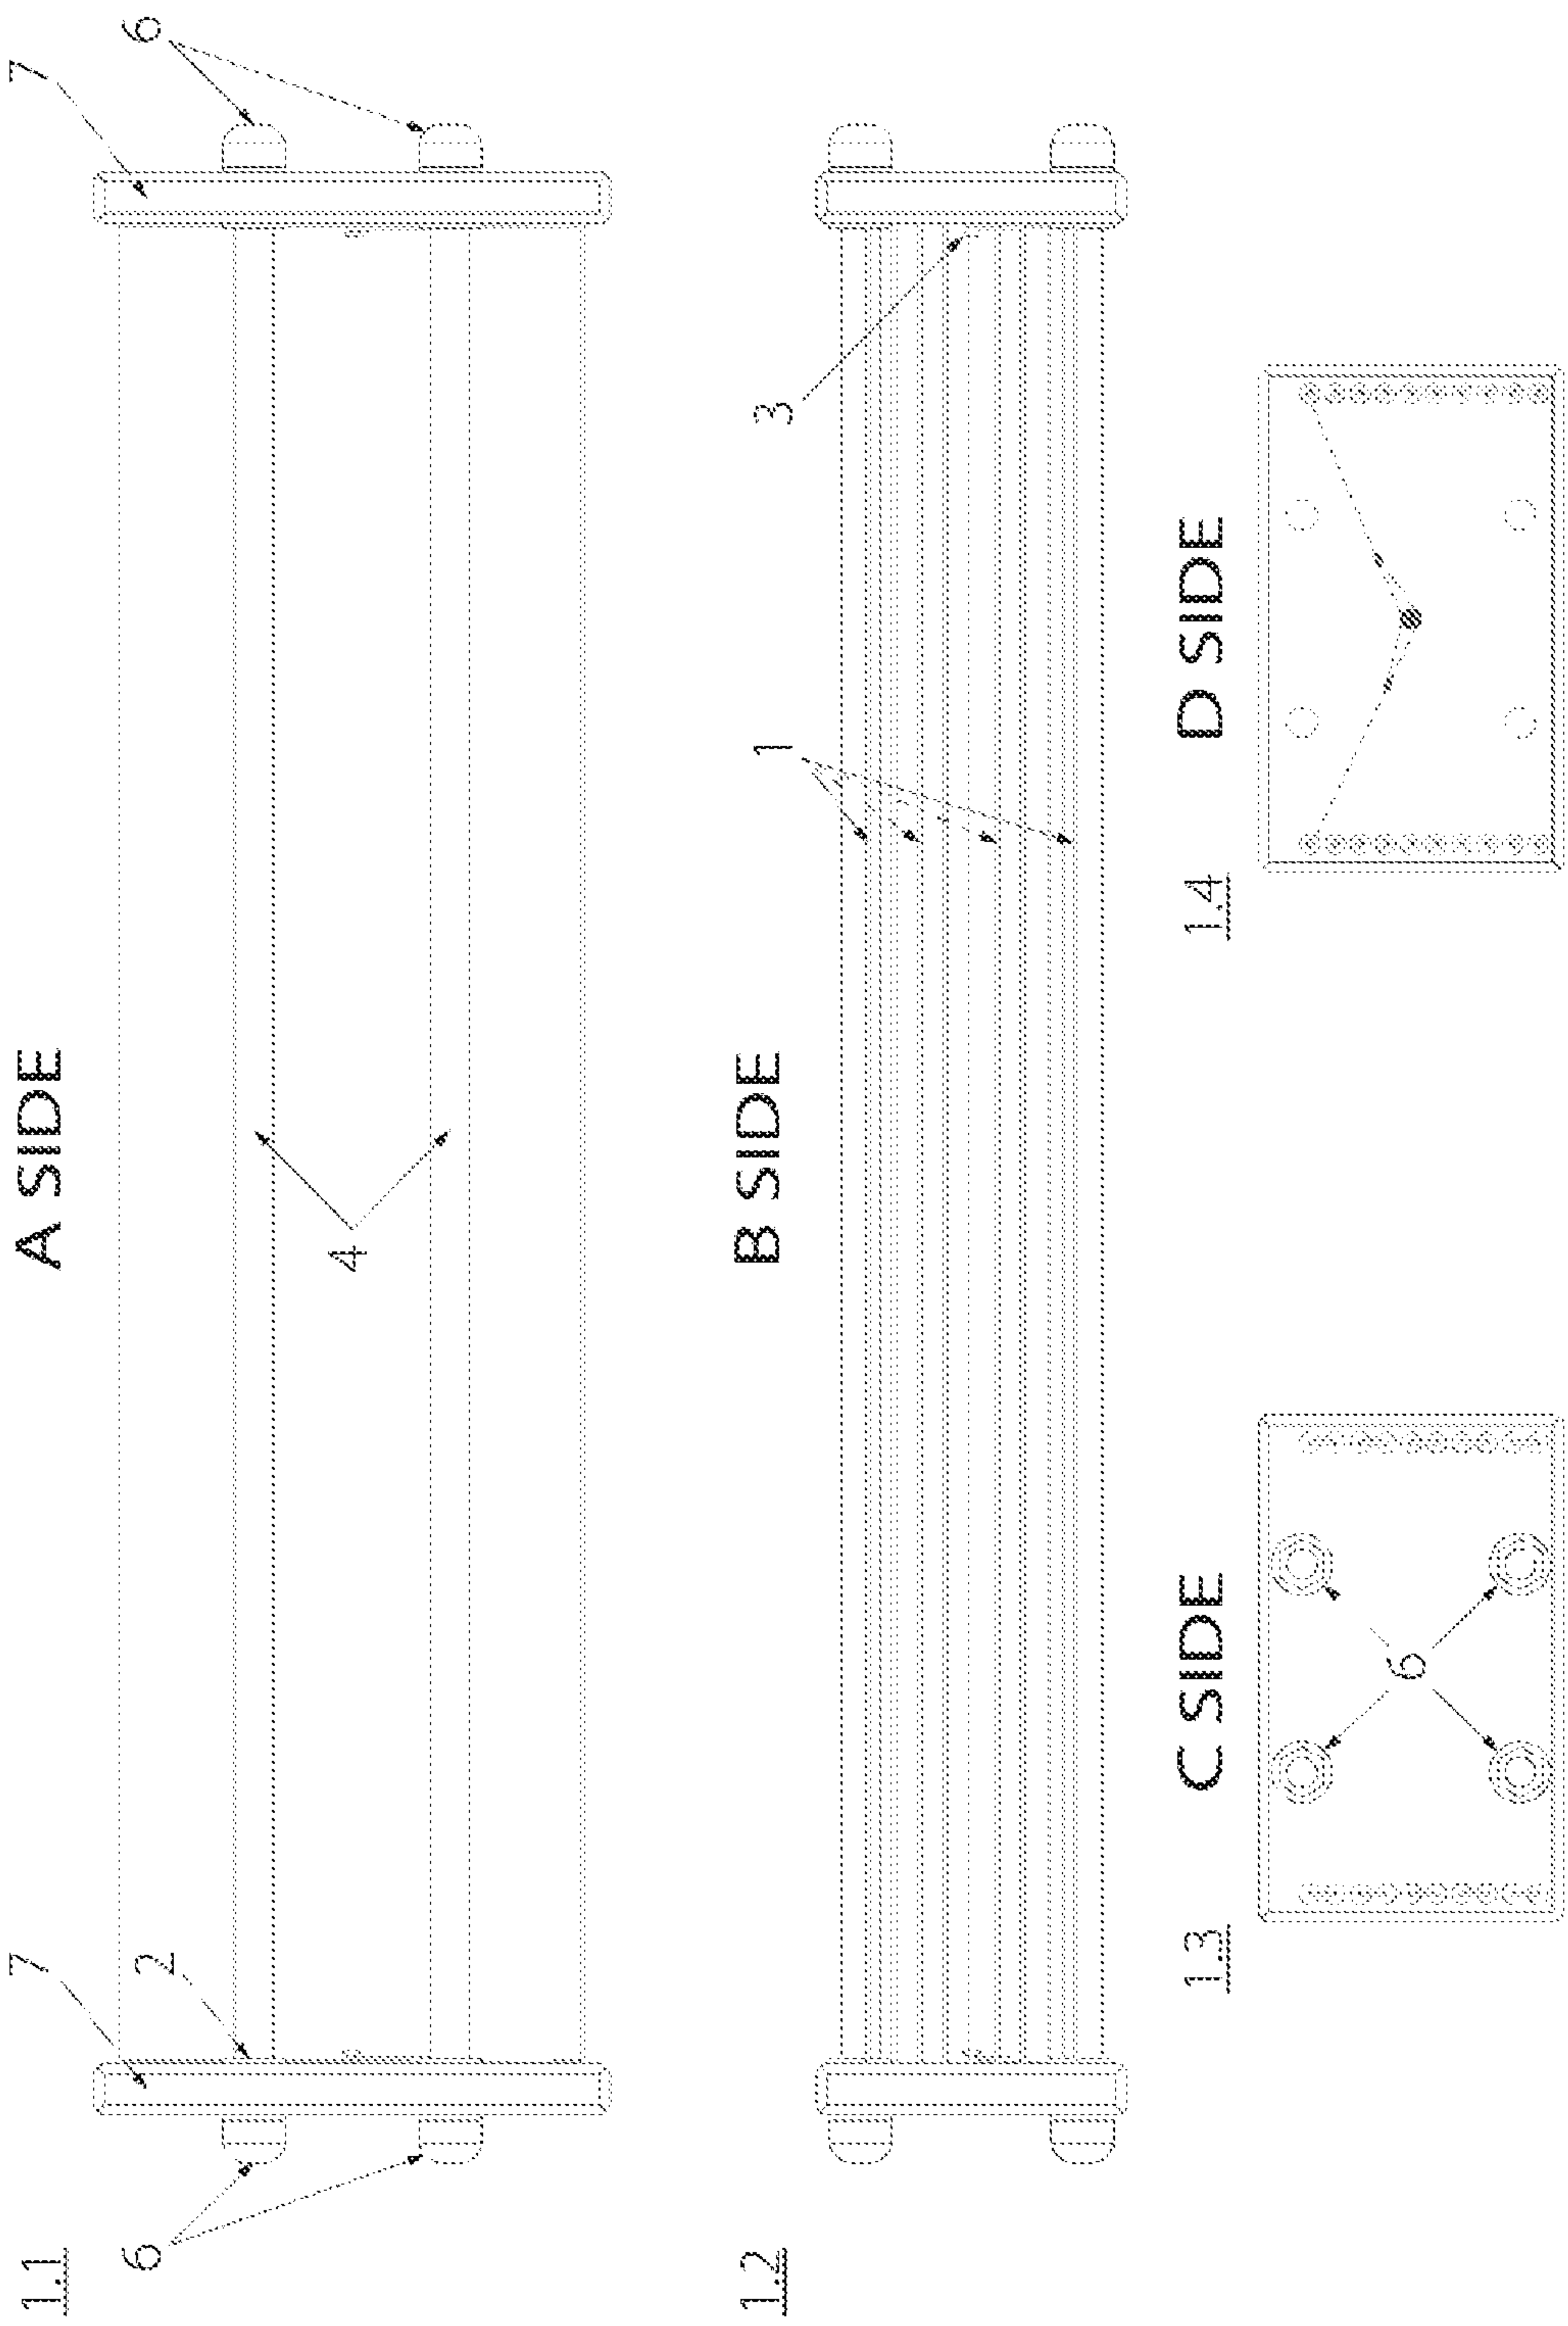 1.1 7 A SIDE 7
6 2 6
4
1.2 B SIDE 1 3
1.3 C SIDE 1.4 D SIDE
6